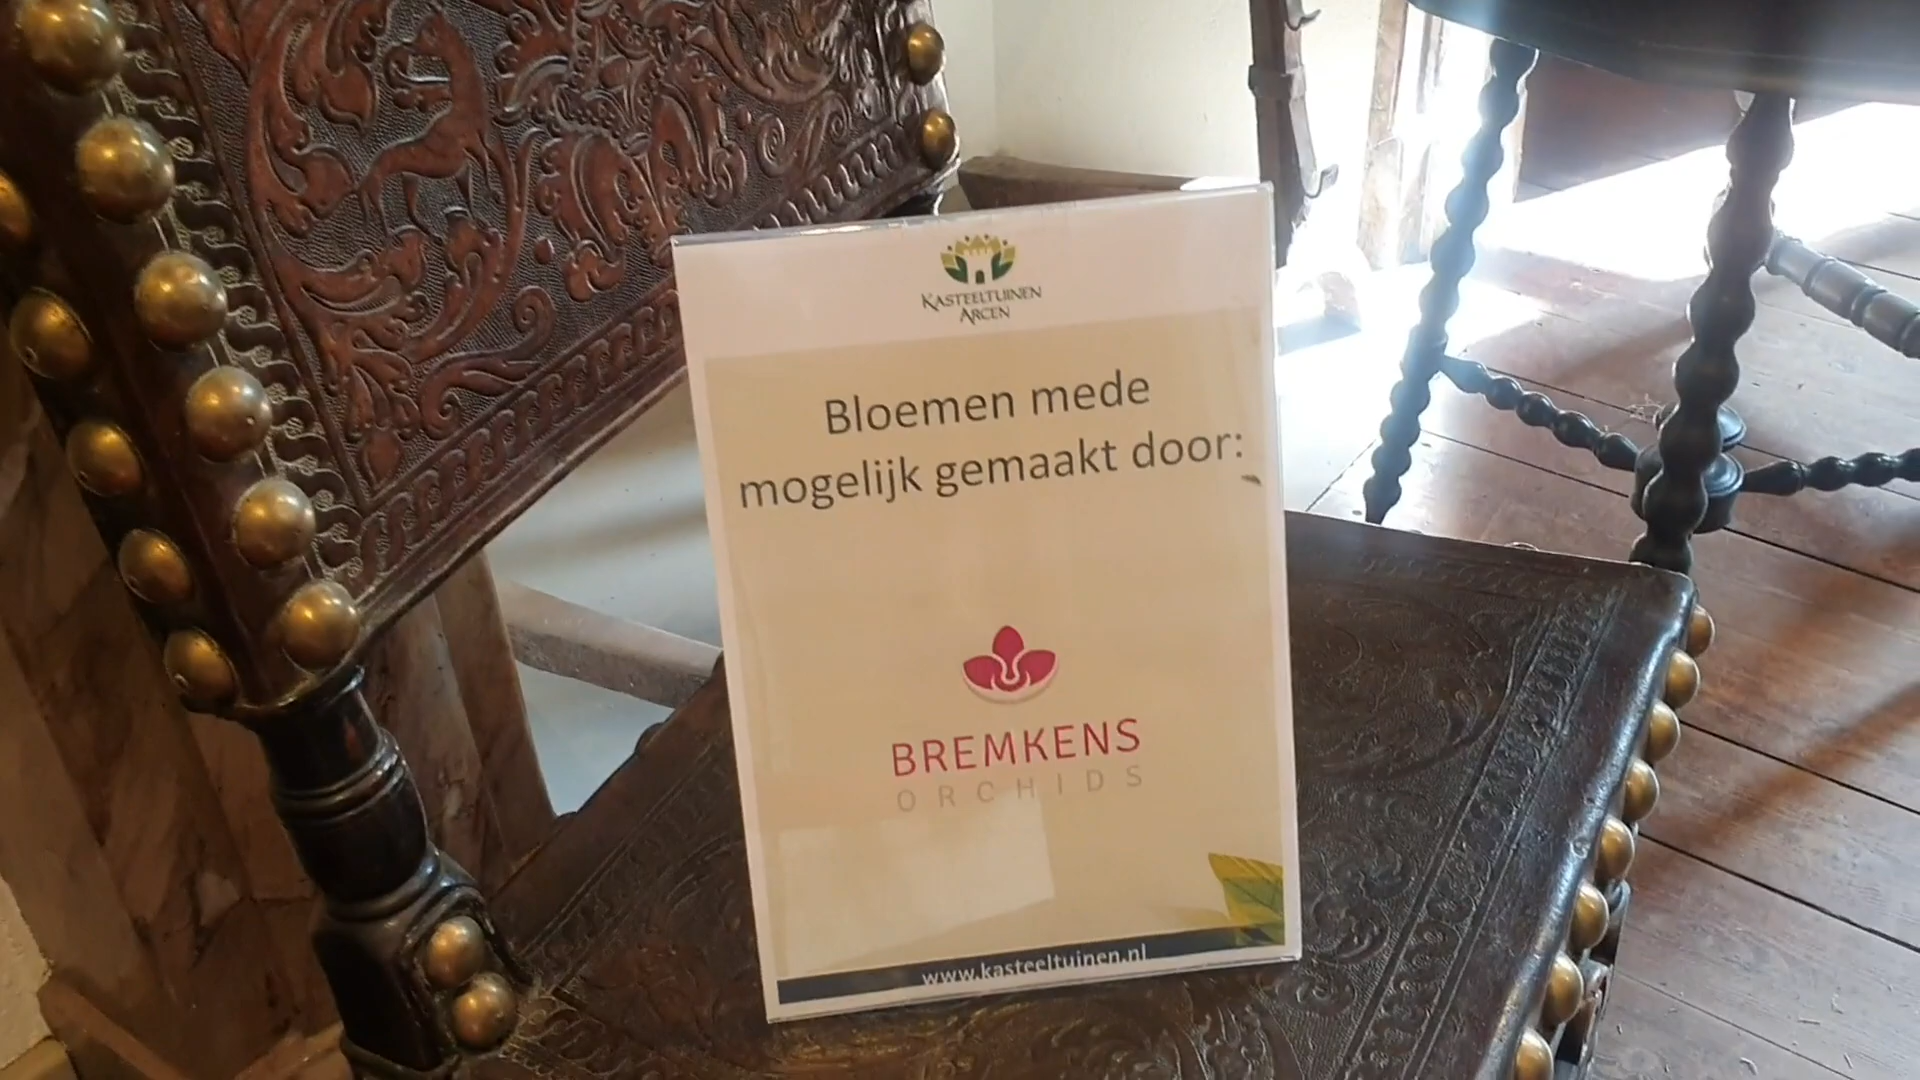 KASTEELTUINEN
ARCEN
Bloemen mede
mogelijk gemaakt door:
BREMKENS
ORCHIDS
www.kasteeltuinen.nl